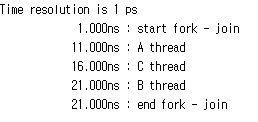 Time resolution is 1 ps
1.000ns : start fork - join
11.000ns : A thread
16.000ns : C thread
21.000ns : B thread
21.000ns : end fork - join